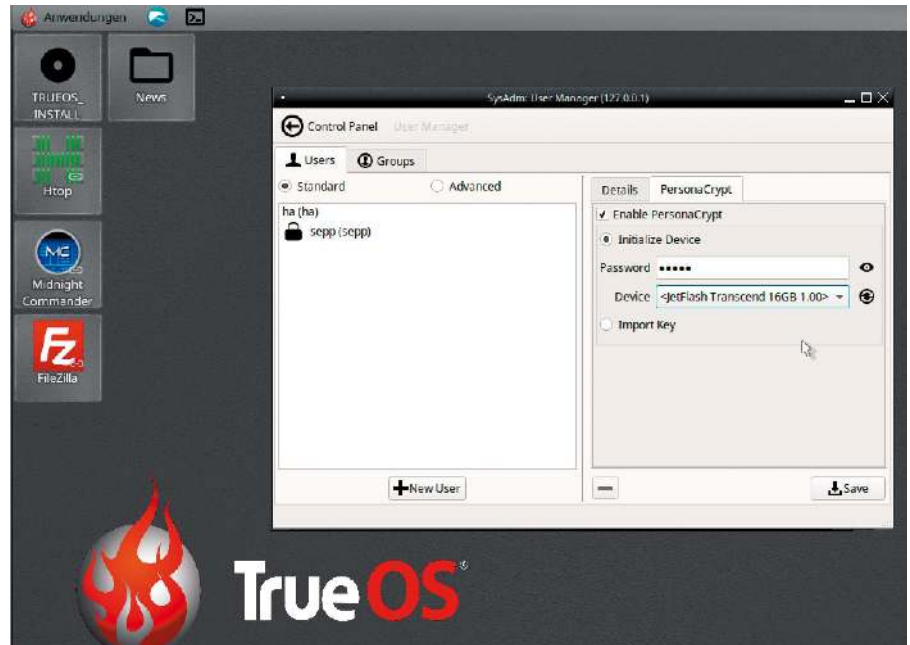 Anwendungen
TRUEOS_
INSTALL
News
Htop
MC
Midnight
Commander
Fz
FileZilla
SysAdm: User Manager (127.0.0.1)
Control Panel User Manager
Users Groups
Standard Advanced
ha (ha)
sepp (sepp)
New User
Details PersonaCrypt
Enable PersonaCrypt
Initialize Device
Password •••••
Device <JetFlash Transcend 16GB 1.00>
Import Key
Save
TrueOS®